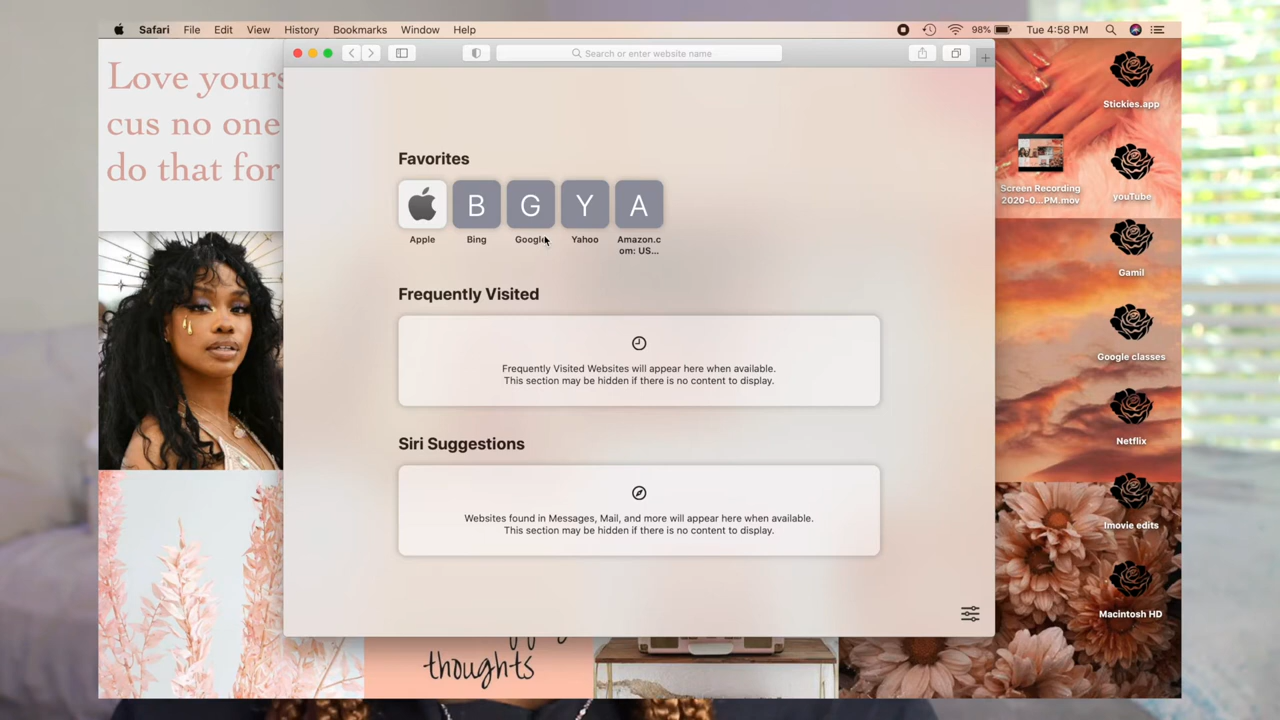 Safari File Edit View History Bookmarks Window Help 98% Tue 4:58 PM
Search or enter website name
Love yours
cus no one
do that for
Favorites
B G Y A
Apple Bing Google Yahoo Amazon.c
om: US...
Frequently Visited
Frequently Visited Websites will appear here when available.
This section may be hidden if there is no content to display.
Siri Suggestions
Websites found in Messages, Mail, and more will appear here when available.
This section may be hidden if there is no content to display.
Stickies.app
Screen Recording
2020-0...PM.mov
youTube
Gamil
Google classes
Netflix
Imovie edits
Macintosh HD
thoughts